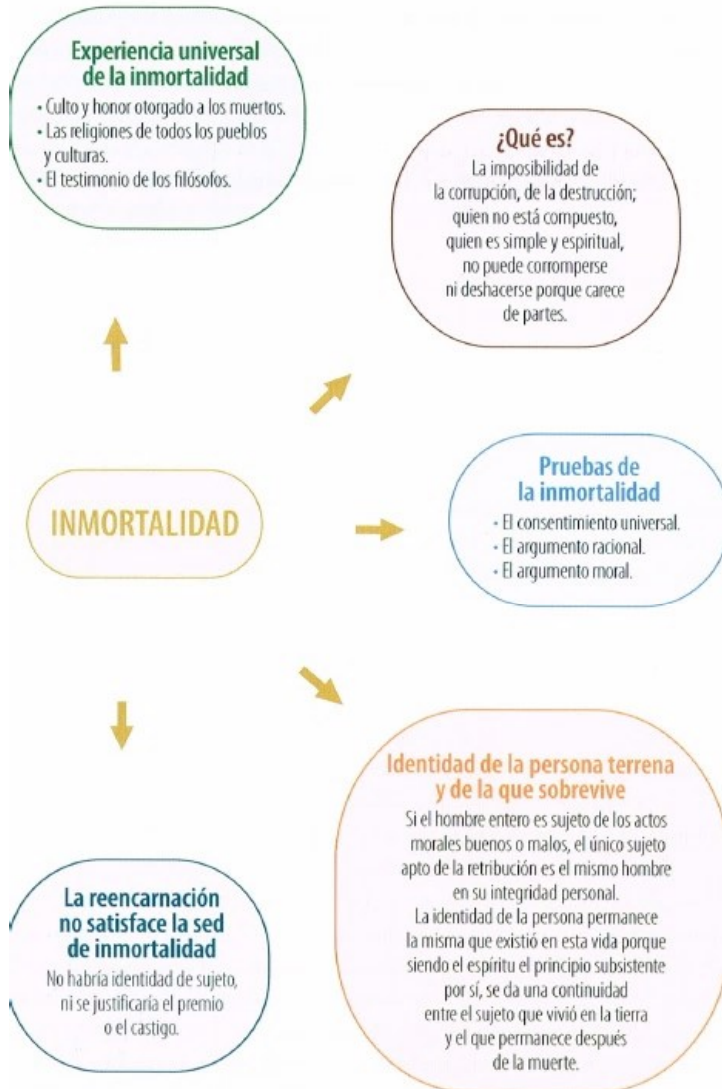 Experiencia universal
de la inmortalidad
• Culto y honor otorgado a los muertos.
• Las religiones de todos los pueblos
y culturas.
• El testimonio de los filósofos.
¿Qué es?
La imposibilidad de
la corrupción, de la destrucción;
quien no está compuesto,
quien es simple y espiritual,
no puede corromperse
ni deshacerse porque carece
de partes.
INMORTALIDAD
Pruebas de
la inmortalidad
• El consentimiento universal.
• El argumento racional.
• El argumento moral.
Identidad de la persona terrena
y de la que sobrevive
Si el hombre entero es sujeto de los actos
morales buenos o malos, el único sujeto
apto de la retribución es el mismo hombre
en su integridad personal.
La identidad de la persona permanece
la misma que existió en esta vida porque
siendo el espíritu el principio subsistente
por sí, se da una continuidad
entre el sujeto que vivió en la tierra
y el que permanece después
de la muerte.
La reencarnación
no satisface la sed
de inmortalidad
No habría identidad de sujeto,
ni se justificaría el premio
o el castigo.